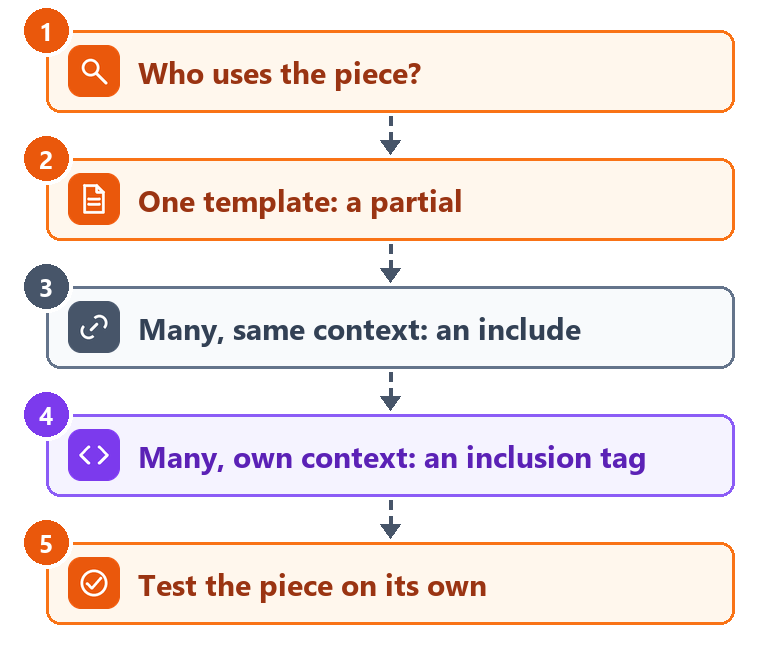 1
Who uses the piece?
2
One template: a partial
3
Many, same context: an include
4
Many, own context: an inclusion tag
5
Test the piece on its own